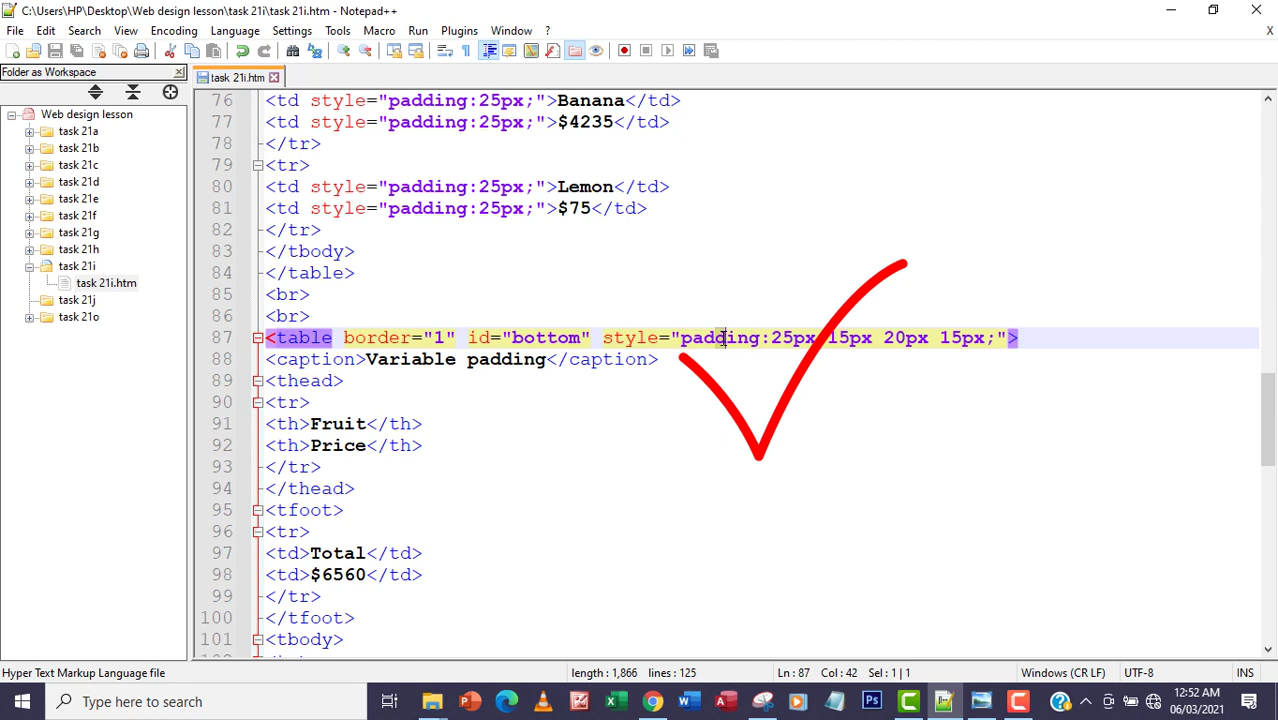 C:\Users\HP\Desktop\Web design lesson\task 21i\task 21i.htm - Notepad++
File Edit Search View Encoding Language Settings Tools Macro Run Plugins Window ? X
Folder as Workspace
task 21i.htm
Web design lesson
task 21a
task 21b
task 21c
task 21d
task 21e
task 21f
task 21g
task 21h
task 21i
task 21i.htm
task 21j
task 21o
76 <td style="padding:25px;">Banana</td>
77 <td style="padding:25px;">$4235</td>
78 </tr>
79 <tr>
80 <td style="padding:25px;">Lemon</td>
81 <td style="padding:25px;">$75</td>
82 </tr>
83 </tbody>
84 </table>
85 <br>
86 <br>
87 <table border="1" id="bottom" style="padding:25px 15px 20px 15px;">
88 <caption>Variable padding</caption>
89 <thead>
90 <tr>
91 <th>Fruit</th>
92 <th>Price</th>
93 </tr>
94 </thead>
95 <tfoot>
96 <tr>
97 <td>Total</td>
98 <td>$6560</td>
99 </tr>
100 </tfoot>
101 <tbody>
Hyper Text Markup Language file length : 1,866 lines : 125 Ln : 87 Col : 42 Sel : 1 | 1 Windows (CR LF) UTF-8 INS
Type here to search
12:52 AM
06/03/2021